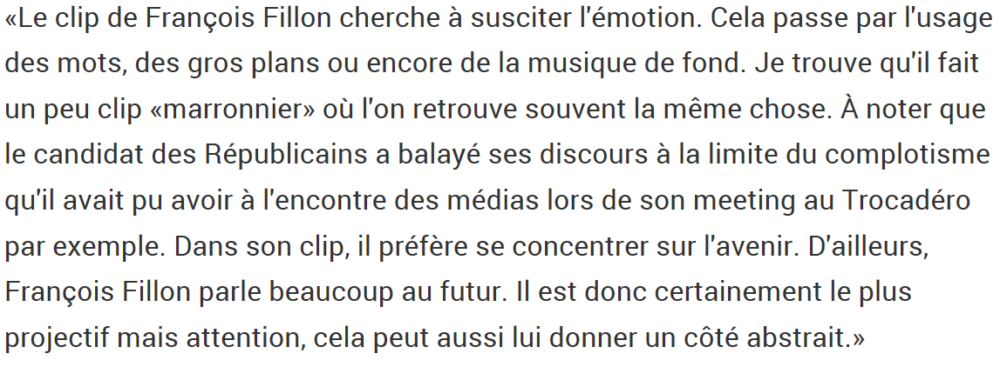 «Le clip de François Fillon cherche à susciter l'émotion. Cela passe par l'usage
des mots, des gros plans ou encore de la musique de fond. Je trouve qu'il fait
un peu clip «marronnier» où l'on retrouve souvent la même chose. À noter que
le candidat des Républicains a balayé ses discours à la limite du complotisme
qu'il avait pu avoir à l'encontre des médias lors de son meeting au Trocadéro
par exemple. Dans son clip, il préfère se concentrer sur l'avenir. D'ailleurs,
François Fillon parle beaucoup au futur. Il est donc certainement le plus
projectif mais attention, cela peut aussi lui donner un côté abstrait.»